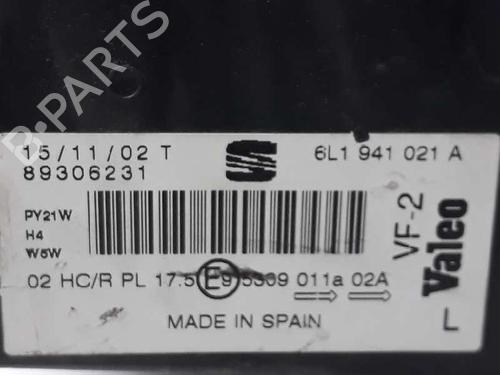 B-PARTS
15/11/02 T
89306231
6L1 941 021 A
PY21W
H4
W5W
VF-2
Valeo
L
02 HC/R PL 17.5 E9 5309 011a 02A
MADE IN SPAIN